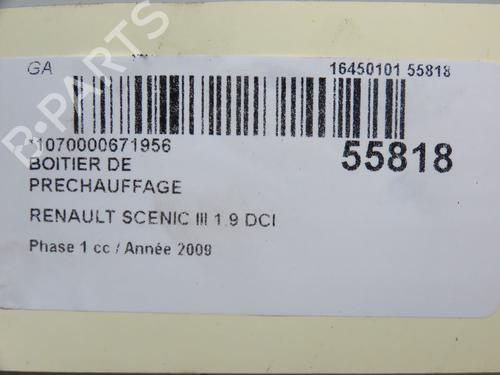 GA
16450101 55818
*1070000671956
55818
BOITIER DE
PRECHAUFFAGE
RENAULT SCENIC III 1.9 DCI
Phase 1 cc / Année 2009
B-PARTS